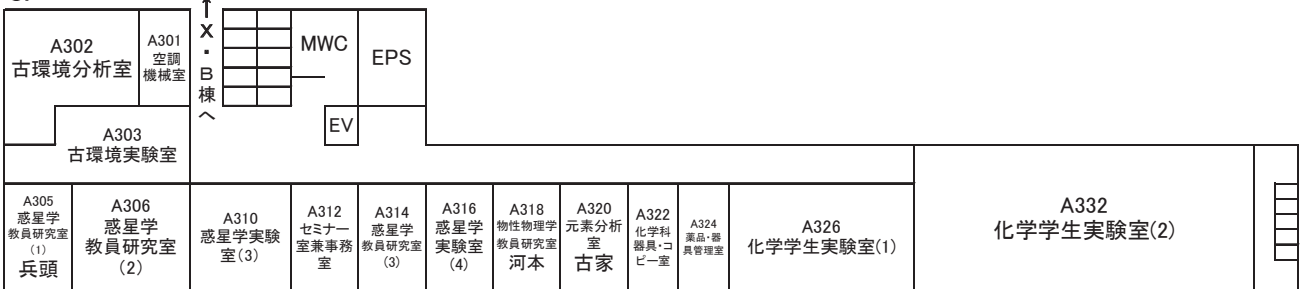 A302
古環境分析室
A301
空調
機械室
X・B棟へ
MWC
EPS
EV
A303
古環境実験室
A305
惑星学
教員研究室
(1)
兵頭
A306
惑星学
教員研究室
(2)
A310
惑星学実験
室(3)
A312
セミナー
室兼事務
室
A314
惑星学
教員研究室
(3)
A316
惑星学
実験室
(4)
A318
物性物理学
教員研究室
河本
A320
元素分析
室
古家
A322
化学科
器具・コ
ピー室
A324
薬品・器
具管理室
A326
化学学生実験室(1)
A332
化学学生実験室(2)